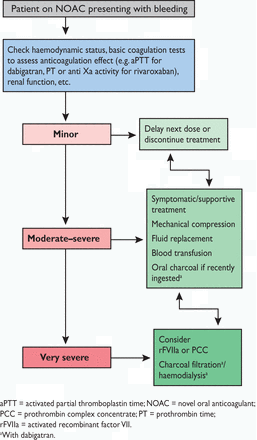 Patient on NOAC presenting with bleeding
Check haemodynamic status, basic coagulation tests
to assess anticoagulation effect (e.g. aPTT for
dabigatran, PT or anti Xa activity for rivaroxaban),
renal function, etc.
Minor
Delay next dose or
discontinue treatment
Symptomatic/supportive
treatment
Mechanical compression
Moderate–severe
Fluid replacement
Blood transfusion
Oral charcoal if recently
ingestedᵃ
Very severe
Consider
rFVIIa or PCC
Charcoal filtrationᵃ/
haemodialysisᵃ
aPTT = activated partial thromboplastin time; NOAC = novel oral anticoagulant;
PCC = prothrombin complex concentrate; PT = prothrombin time;
rFVIIa = activated recombinant factor VII.
ᵃWith dabigatran.